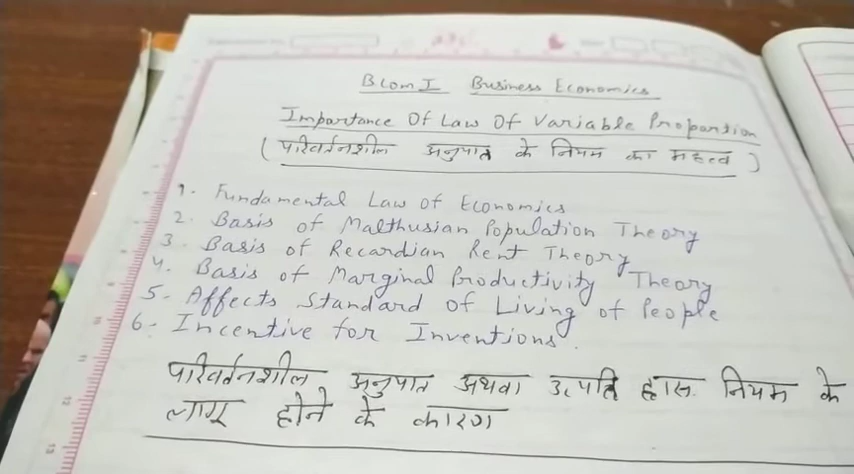 BComI Business Economics
Importance Of Law Of Variable Proportion
(परिवर्तनशील अनुपात के नियम का महत्व)
1. Fundamental Law of Economics
2. Basis of Malthusian Population Theory
3. Basis of Recardian Rent Theory
4. Basis of Marginal Productivity Theory
5. Affects Standard of Living of People
6- Incentive for Inventions.
परिवर्तनशील अनुपात अथवा उत्पति ह्रास नियम के
लागू होने के कारण